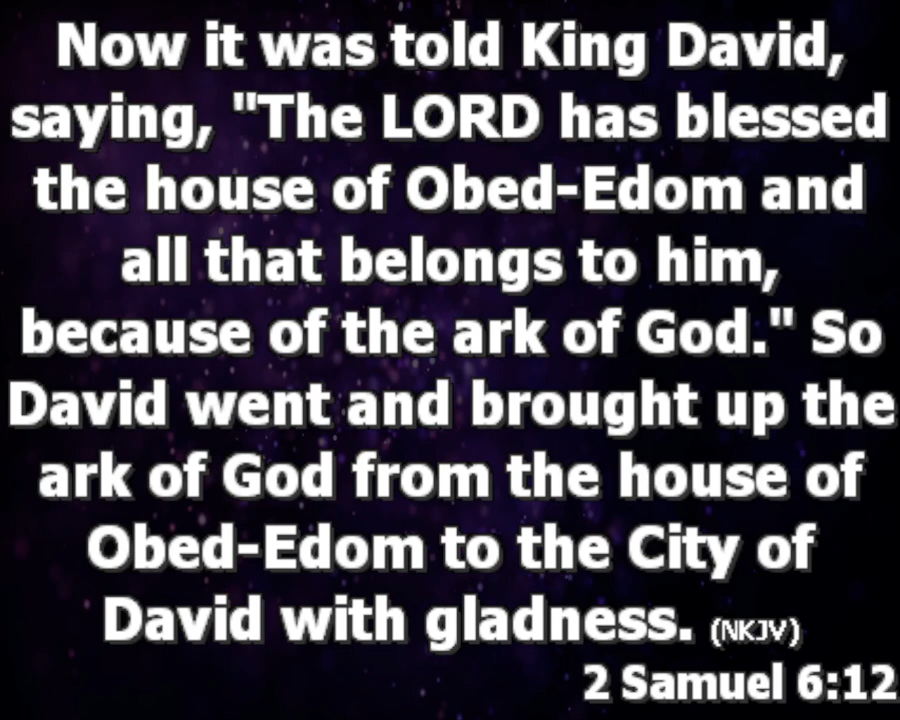 Now it was told King David,
saying, "The LORD has blessed
the house of Obed-Edom and
all that belongs to him,
because of the ark of God." So
David went and brought up the
ark of God from the house of
Obed-Edom to the City of
David with gladness. (NKJV)
2 Samuel 6:12